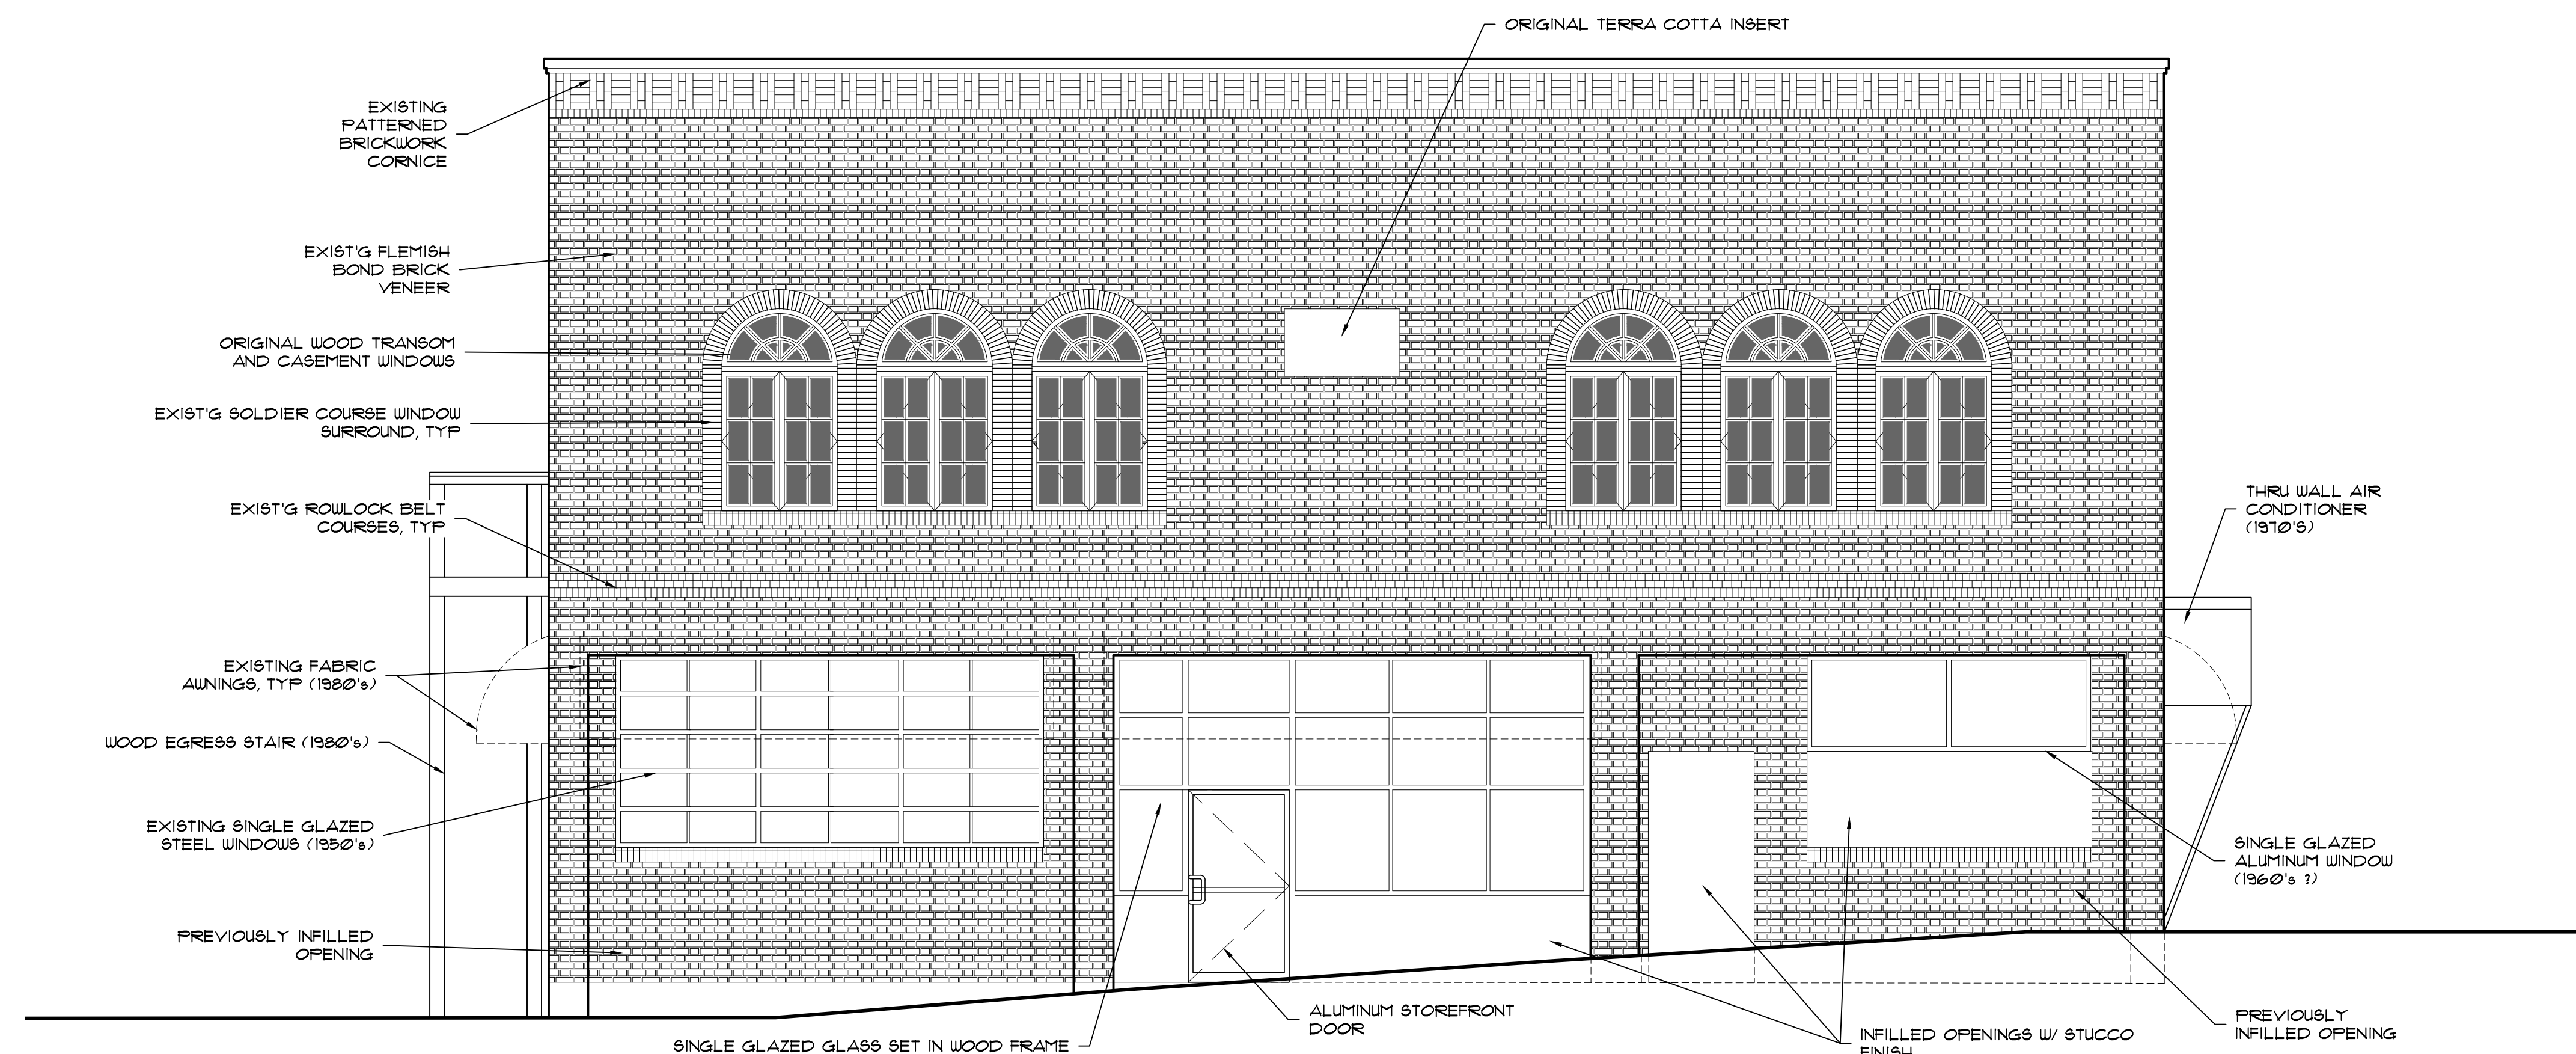 ORIGINAL TERRA COTTA INSERT
EXISTING
PATTERNED
BRICKWORK
CORNICE
EXIST'G FLEMISH
BOND BRICK
VENEER
ORIGINAL WOOD TRANSOM
AND CASEMENT WINDOWS
EXIST'G SOLDIER COURSE WINDOW
SURROUND, TYP
EXIST'G ROWLOCK BELT
COURSES, TYP
THRU WALL AIR
CONDITIONER
(1970'S)
EXISTING FABRIC
AWNINGS, TYP (1980's)
WOOD EGRESS STAIR (1980's)
EXISTING SINGLE GLAZED
STEEL WINDOWS (1950's)
SINGLE GLAZED
ALUMINUM WINDOW
(1960's ?)
PREVIOUSLY INFILLED
OPENING
ALUMINUM STOREFRONT
DOOR
SINGLE GLAZED GLASS SET IN WOOD FRAME
INFILLED OPENINGS W/ STUCCO
FINISH
PREVIOUSLY
INFILLED OPENING